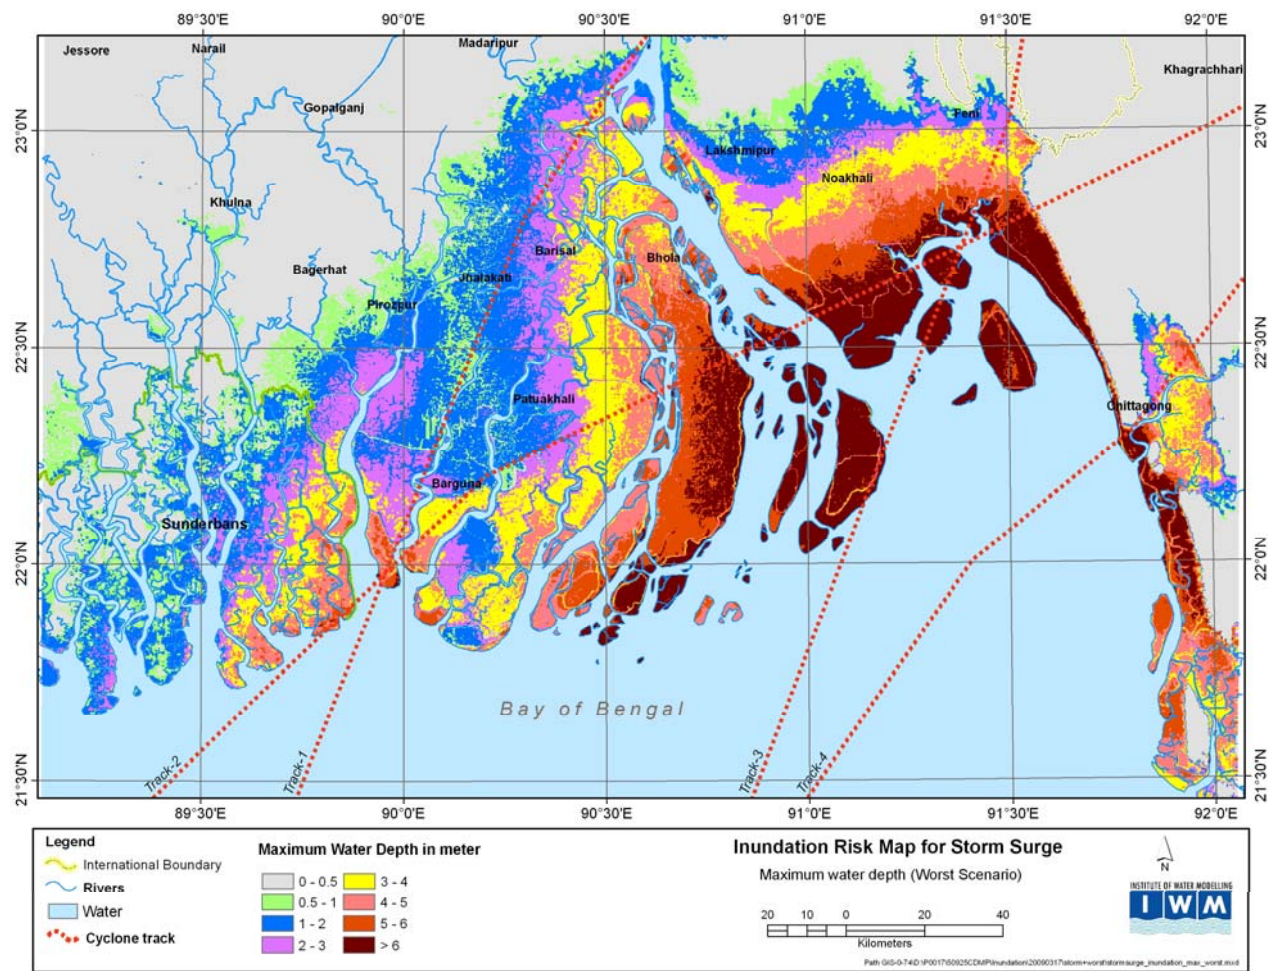 89°3'5"E 90°0'E 90°30'E 91°0'E 91°30'E 92°0'E
Jessore
Narail
Madaripur
Khagrachhari
Gopalganj
Feni
23°0'N
23°0'N
Lakshmipur
Noakhali
Khulna
Barisal
Bhola
Bagerhat
Jhalakati
Pirozpur
22°30'N
22°30'N
Patuakhali
Chittagong
Barguna
Sunderbans
22°0'N
22°0'N
Bay of Bengal
Track-2
Track-1
Track-3
Track-4
21°30'N
21°30'N
89°3'5"E 90°0'E 90°30'E 91°0'E 91°30'E 92°0'E
Legend
International Boundary
Rivers
Water
Cyclone track
Maximum Water Depth in meter
0 - 0.5 3 - 4
0.5 - 1 4 - 5
1 - 2 5 - 6
2 - 3 > 6
Inundation Risk Map for Storm Surge
Maximum water depth (Worst Scenario)
20 10 0 20 40
Kilometers
N
INSTITUTE OF WATER MODELLING
IWM